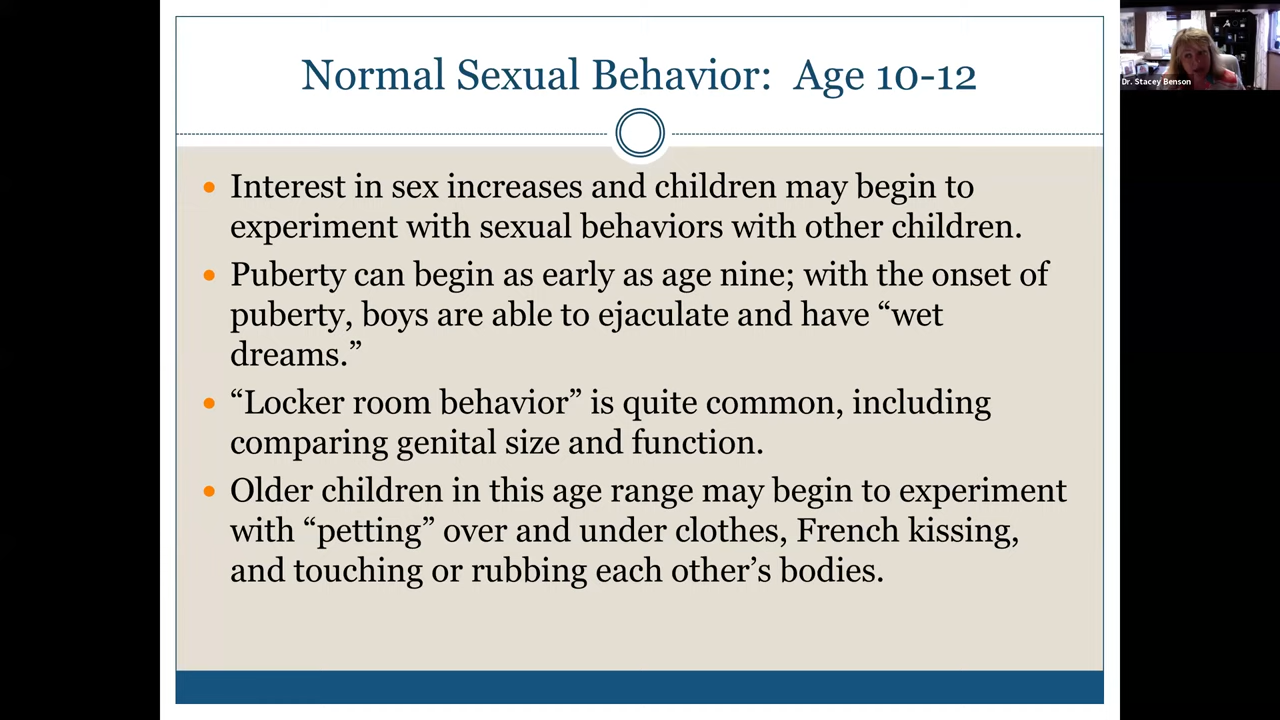 Normal Sexual Behavior: Age 10-12
Dr. Stacey Benson
• Interest in sex increases and children may begin to
experiment with sexual behaviors with other children.
• Puberty can begin as early as age nine; with the onset of
puberty, boys are able to ejaculate and have “wet
dreams.”
• “Locker room behavior” is quite common, including
comparing genital size and function.
• Older children in this age range may begin to experiment
with “petting” over and under clothes, French kissing,
and touching or rubbing each other’s bodies.